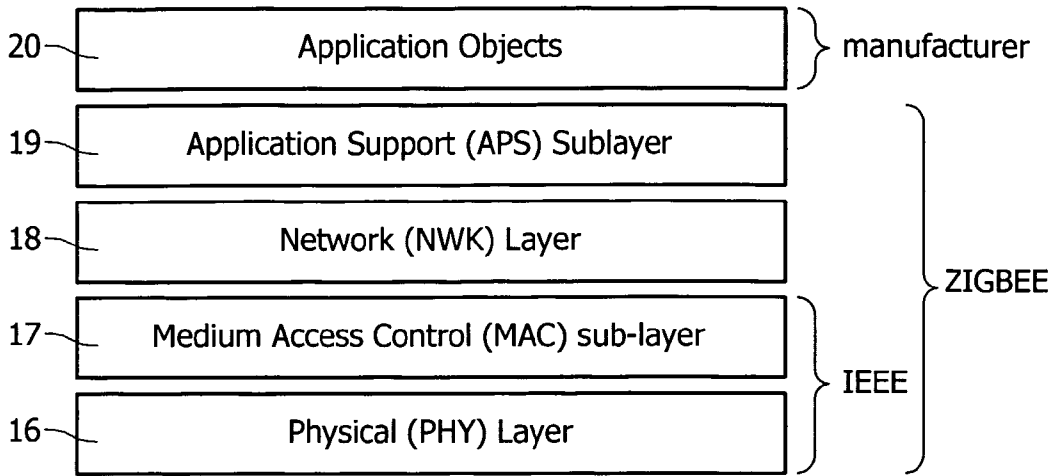 20 Application Objects manufacturer
19 Application Support (APS) Sublayer
18 Network (NWK) Layer
ZIGBEE
17 Medium Access Control (MAC) sub-layer
IEEE
16 Physical (PHY) Layer